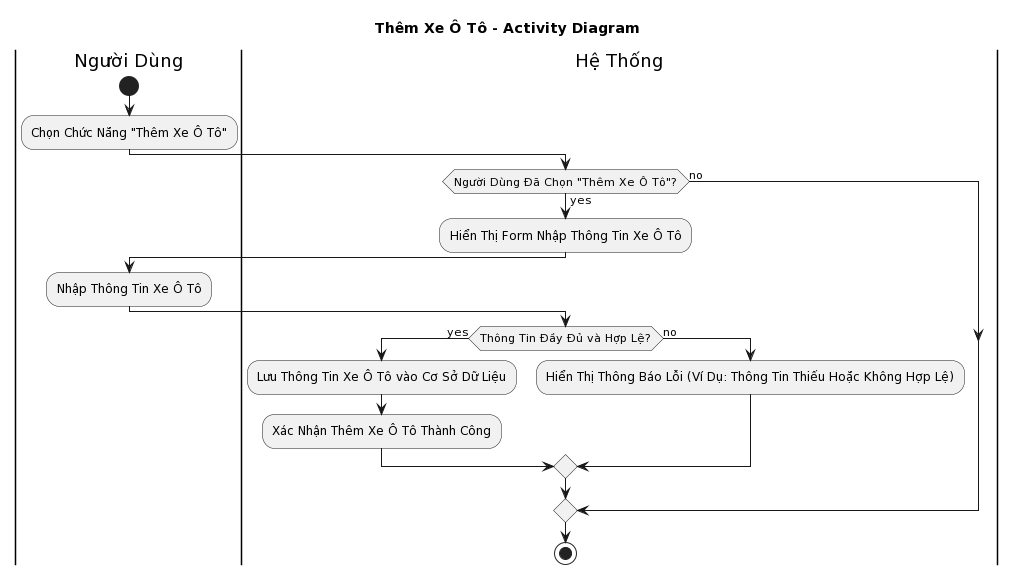 Thêm Xe Ô Tô - Activity Diagram
Người Dùng
Hệ Thống
Chọn Chức Năng "Thêm Xe Ô Tô"
Người Dùng Đã Chọn "Thêm Xe Ô Tô"?
no
yes
Hiển Thị Form Nhập Thông Tin Xe Ô Tô
Nhập Thông Tin Xe Ô Tô
yes
Thông Tin Đầy Đủ và Hợp Lệ?
no
Lưu Thông Tin Xe Ô Tô vào Cơ Sở Dữ Liệu
Hiển Thị Thông Báo Lỗi (Ví Dụ: Thông Tin Thiếu Hoặc Không Hợp Lệ)
Xác Nhận Thêm Xe Ô Tô Thành Công